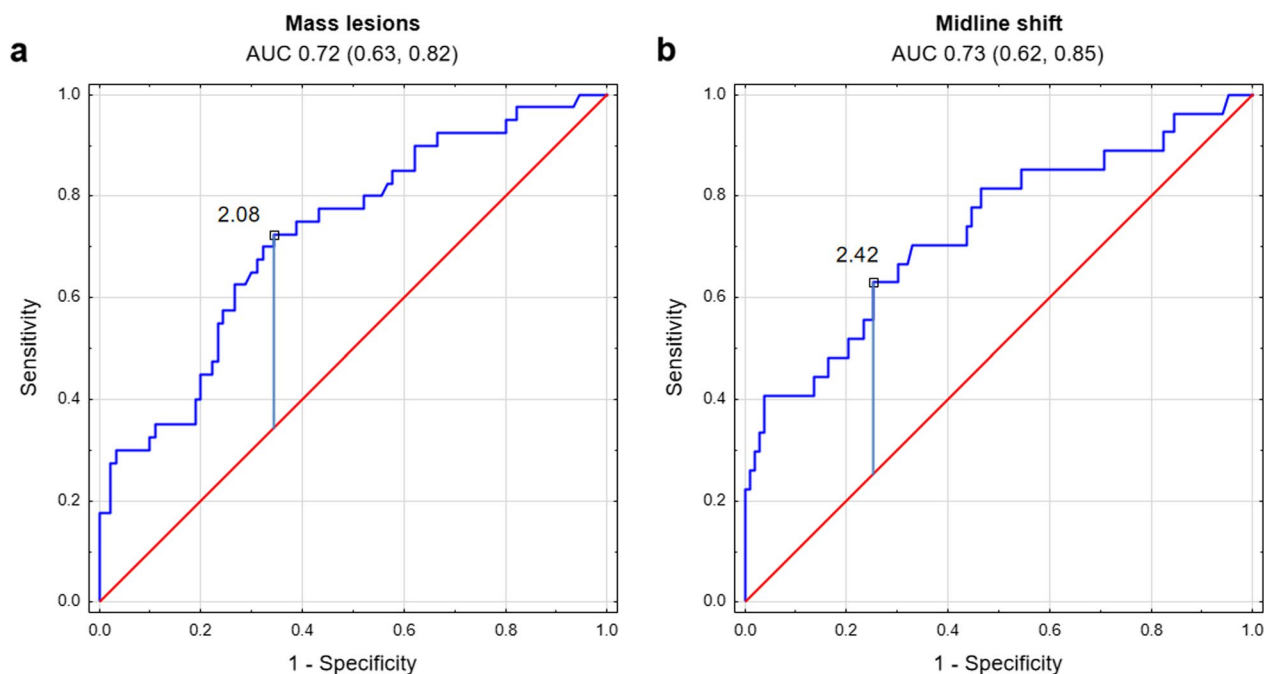 a
Mass lesions
AUC 0.72 (0.63, 0.82)
1.0
0.8
0.6
0.4
0.2
0.0
Sensitivity
2.08
0.0 0.2 0.4 0.6 0.8 1.0
1 - Specificity
b
Midline shift
AUC 0.73 (0.62, 0.85)
1.0
0.8
0.6
0.4
0.2
0.0
Sensitivity
2.42
0.0 0.2 0.4 0.6 0.8 1.0
1 - Specificity